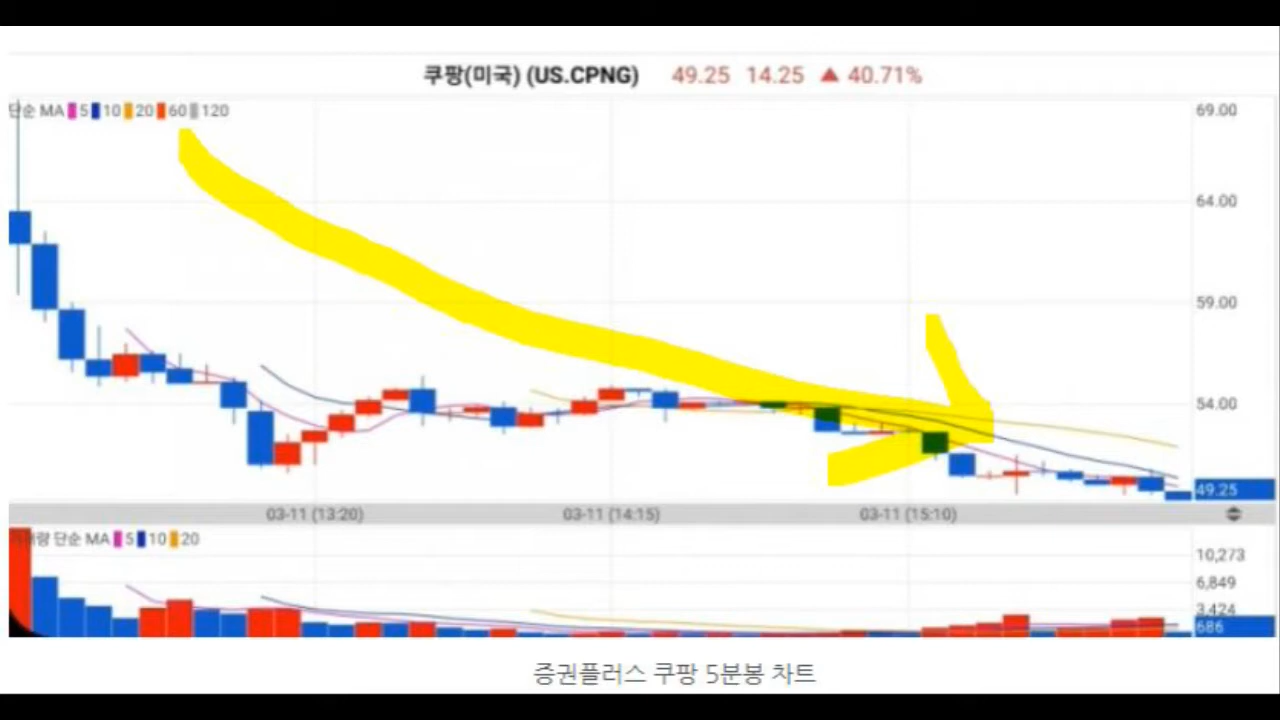 쿠팡(미국) (US.CPNG) 49.25 14.25 ▲ 40.71%
단순 MA 5 10 20 60 120
69.00
64.00
59.00
54.00
49.25
03-11 (13:20) 03-11 (14:15) 03-11 (15:10)
단순 MA 5 10 20
10,273
6,849
3,424
686
증권플러스 쿠팡 5분봉 차트